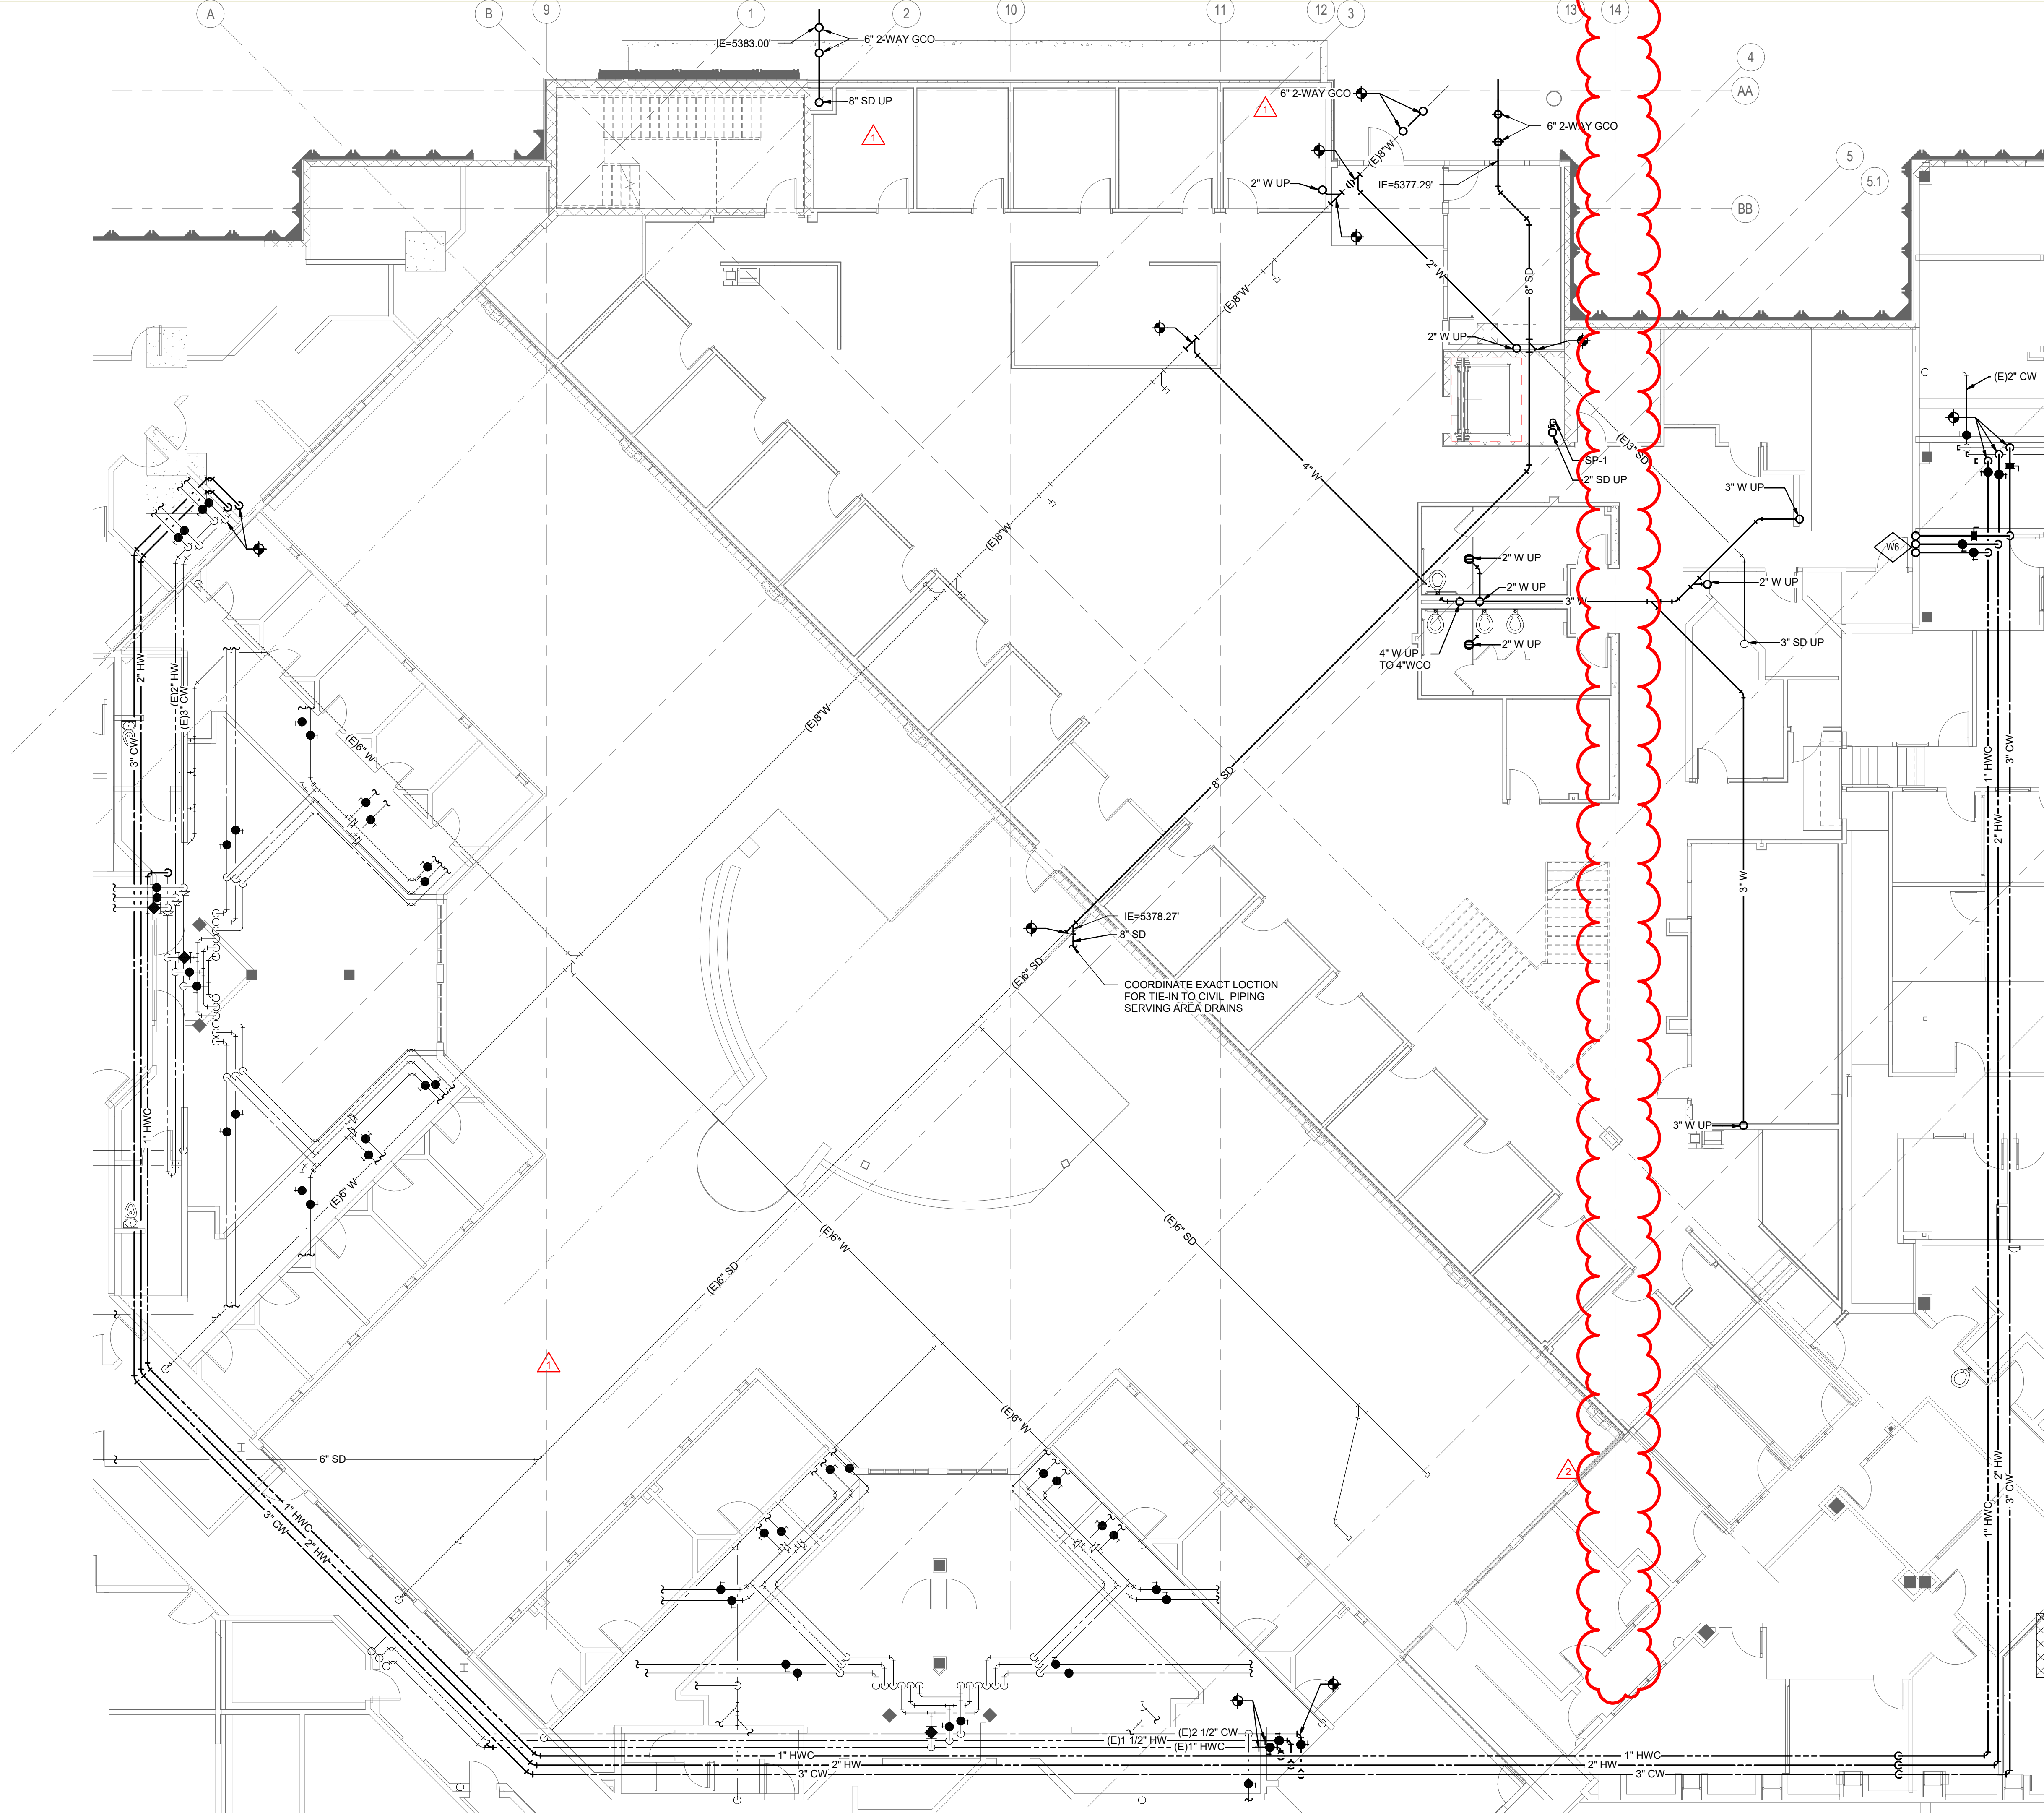 A
B
9
1
2
10
11
12
3
13
14
IE=5383.00'
6" 2-WAY GCO
8" SD UP
4
AA
6" 2-WAY GCO
1
1
6" 2-WAY GCO
(E)8"W
5
5.1
2" W UP
IE=5377.29'
BB
2" W
8" SD
(E)8"W
2" W UP
(E)2" CW
(E)3" SD
SP-1
2" SD UP
4" W
3" W UP
(E)8"W
W6
2" W UP
2" W UP
2" W UP
3" W
2" W UP
3" SD UP
4" W UP
TO 4"WCO
2" HW
(E)2" HW
(E)3" CW
3" CW
(E)6" W
(E)8"W
8" SD
1" HWC
2" HW
3" CW
3" W
IE=5378.27'
8" SD
(E)6" SD
COORDINATE EXACT LOCTION
FOR TIE-IN TO CIVIL PIPING
SERVING AREA DRAINS
1" HWC
3" W UP
(E)6" W
(E)6" W
(E)6" SD
(E)6" SD
1
(E)6" W
2
6" SD
1" HWC
2" HW
3" CW
2" HW
3" CW
1" HWC
(E)2 1/2" CW
(E)1 1/2" HW
(E)1" HWC
1" HWC
2" HW
3" CW
1" HWC
2" HW
3" CW